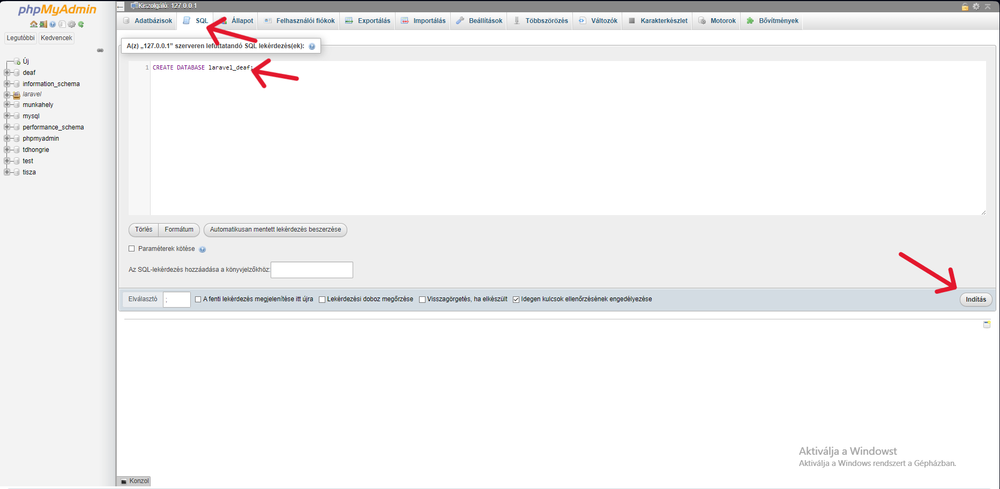 phpMyAdmin
Legutóbbi Kedvencek
Új
deaf
information_schema
laravel
munkahely
mysql
performance_schema
phpmyadmin
tdhongrie
test
tisza
Kiszolgáló: 127.0.0.1
Adatbázisok SQL Állapot Felhasználói fiókok Exportálás Importálás Beállítások Többszörözés Változók Karakterkészlet Motorok Bővítmények
A(z) „127.0.0.1” szerveren lefuttatandó SQL lekérdezés(ek):
1 CREATE DATABASE laravel_deaf;
Törlés Formátum Automatikusan mentett lekérdezés beszerzése
Paraméterek kötése
Az SQL-lekérdezés hozzáadása a könyvjelzőkhöz:
Elválasztó ; A fenti lekérdezés megjelenítése itt újra Lekérdezési doboz megőrzése Visszagörgetés, ha elkészült Idegen kulcsok ellenőrzésének engedélyezése Indítás
Aktiválja a Windowst
Aktiválja a Windows rendszert a Gépházban.
Konzol